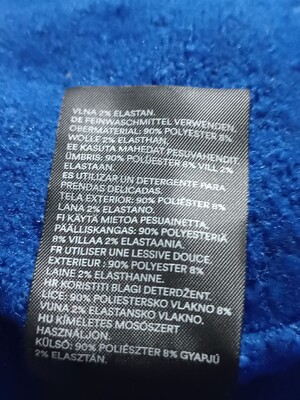 VLNA 2% ELASTAN.
DE FEINWASCHMITTEL VERWENDEN.
OBERMATERIAL: 90% POLYESTER 8%
WOLLE 2% ELASTHAN.
EE KASUTA MAHEDAT PESUVAHENDIT.
ÜMBRIS: 90% POLÜESTER 8% VILL 2%
ELASTAAN.
ES UTILIZAR UN DETERGENTE PARA
PRENDAS DELICADAS.
TELA EXTERIOR: 90% POLIÉSTER 8%
LANA 2% ELASTANO.
FI KÄYTÄ MIETOA PESUAINETTA.
PÄÄLLISKANGAS: 90% POLYESTERIÄ
8% VILLAA 2% ELASTAANIA.
FR UTILISER UNE LESSIVE DOUCE.
EXTERIEUR : 90% POLYESTER 8%
LAINE 2% ELASTHANNE.
HR KORISTITI BLAGI DETERDŽENT.
LICE: 90% POLIESTERSKO VLAKNO 8%
VUNA 2% ELASTANSKO VLAKNO.
HU KÍMÉLETES MOSÓSZERT
HASZNÁLJON.
KÜLSŐ: 90% POLIÉSZTER 8% GYAPJÚ
2% ELASZTÁN.